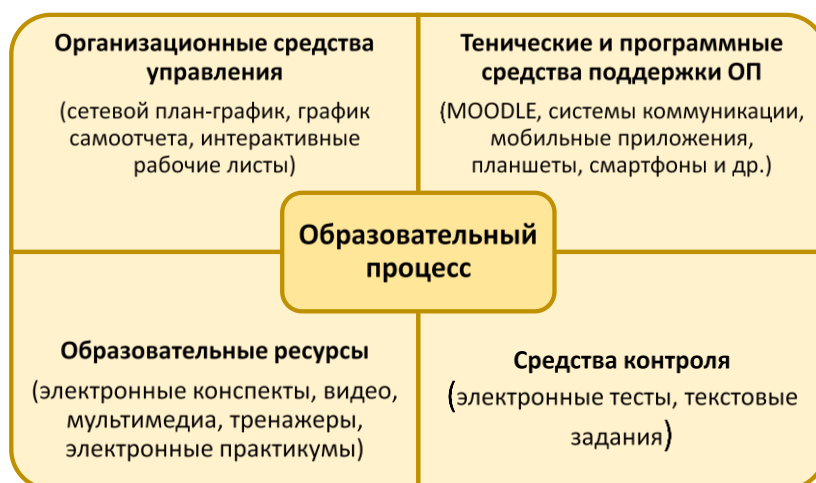 Организационные средства
управления
(сетевой план-график, график
самоотчета, интерактивные
рабочие листы)
Тенические и программные
средства поддержки ОП
(MOODLE, системы коммуникации,
мобильные приложения,
планшеты, смартфоны и др.)
Образовательный
процесс
Образовательные ресурсы
(электронные конспекты, видео,
мультимедиа, тренажеры,
электронные практикумы)
Средства контроля
(электронные тесты, текстовые
задания)